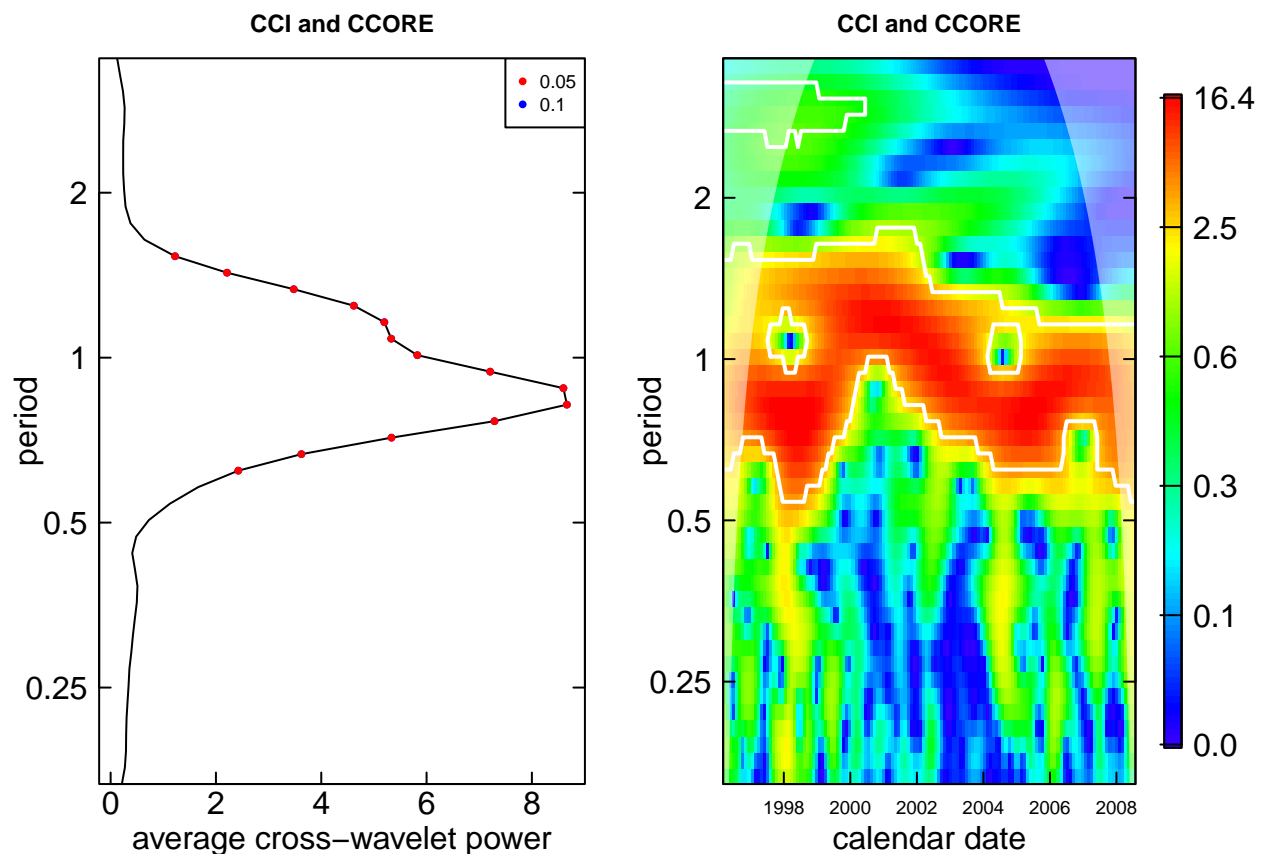 CCI and CCORE
0.05
0.1
2
1
0.5
0.25
period
0 2 4 6 8
average cross−wavelet power
CCI and CCORE
2
1
0.5
0.25
period
1998 2000 2002 2004 2006 2008
calendar date
16.4
2.5
0.6
0.3
0.1
0.0